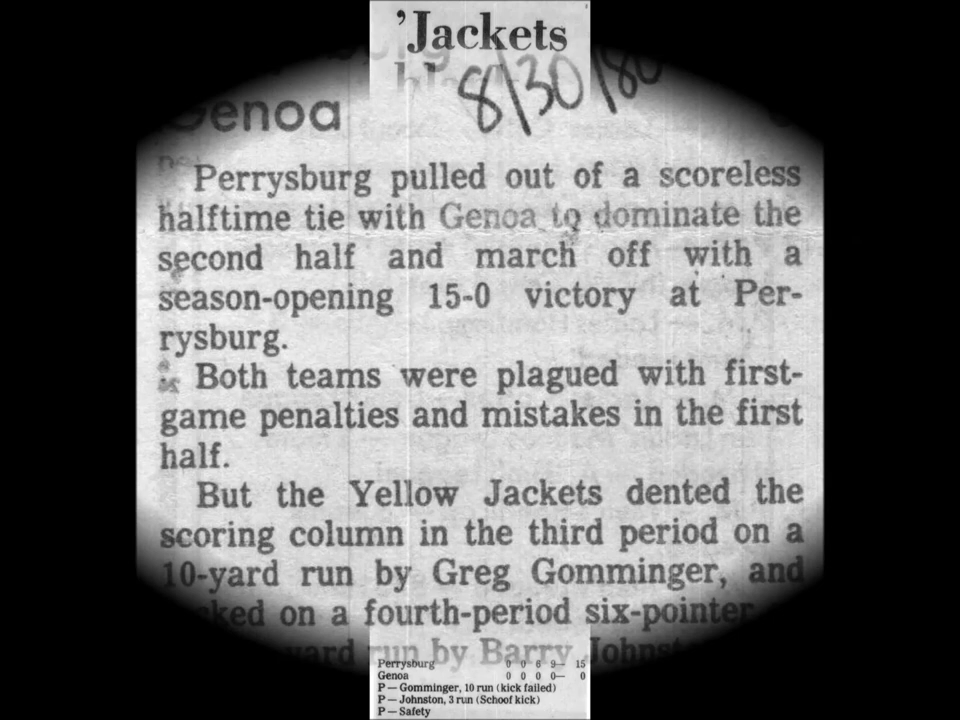 'Jackets
8/30/80
Genoa
Perrysburg pulled out of a scoreless
halftime tie with Genoa to dominate the
second half and march off with a
season-opening 15-0 victory at Per-
rysburg.
Both teams were plagued with first-
game penalties and mistakes in the first
half.
But the Yellow Jackets dented the
scoring column in the third period on a
10-yard run by Greg Gomminger, and
on a fourth-period six-pointer
yard run by Barry
Perrysburg 0 0 6 9— 15
Genoa 0 0 0 0— 0
P — Gomminger, 10 run (kick failed)
P — Johnston, 3 run (Schoof kick)
P — Safety